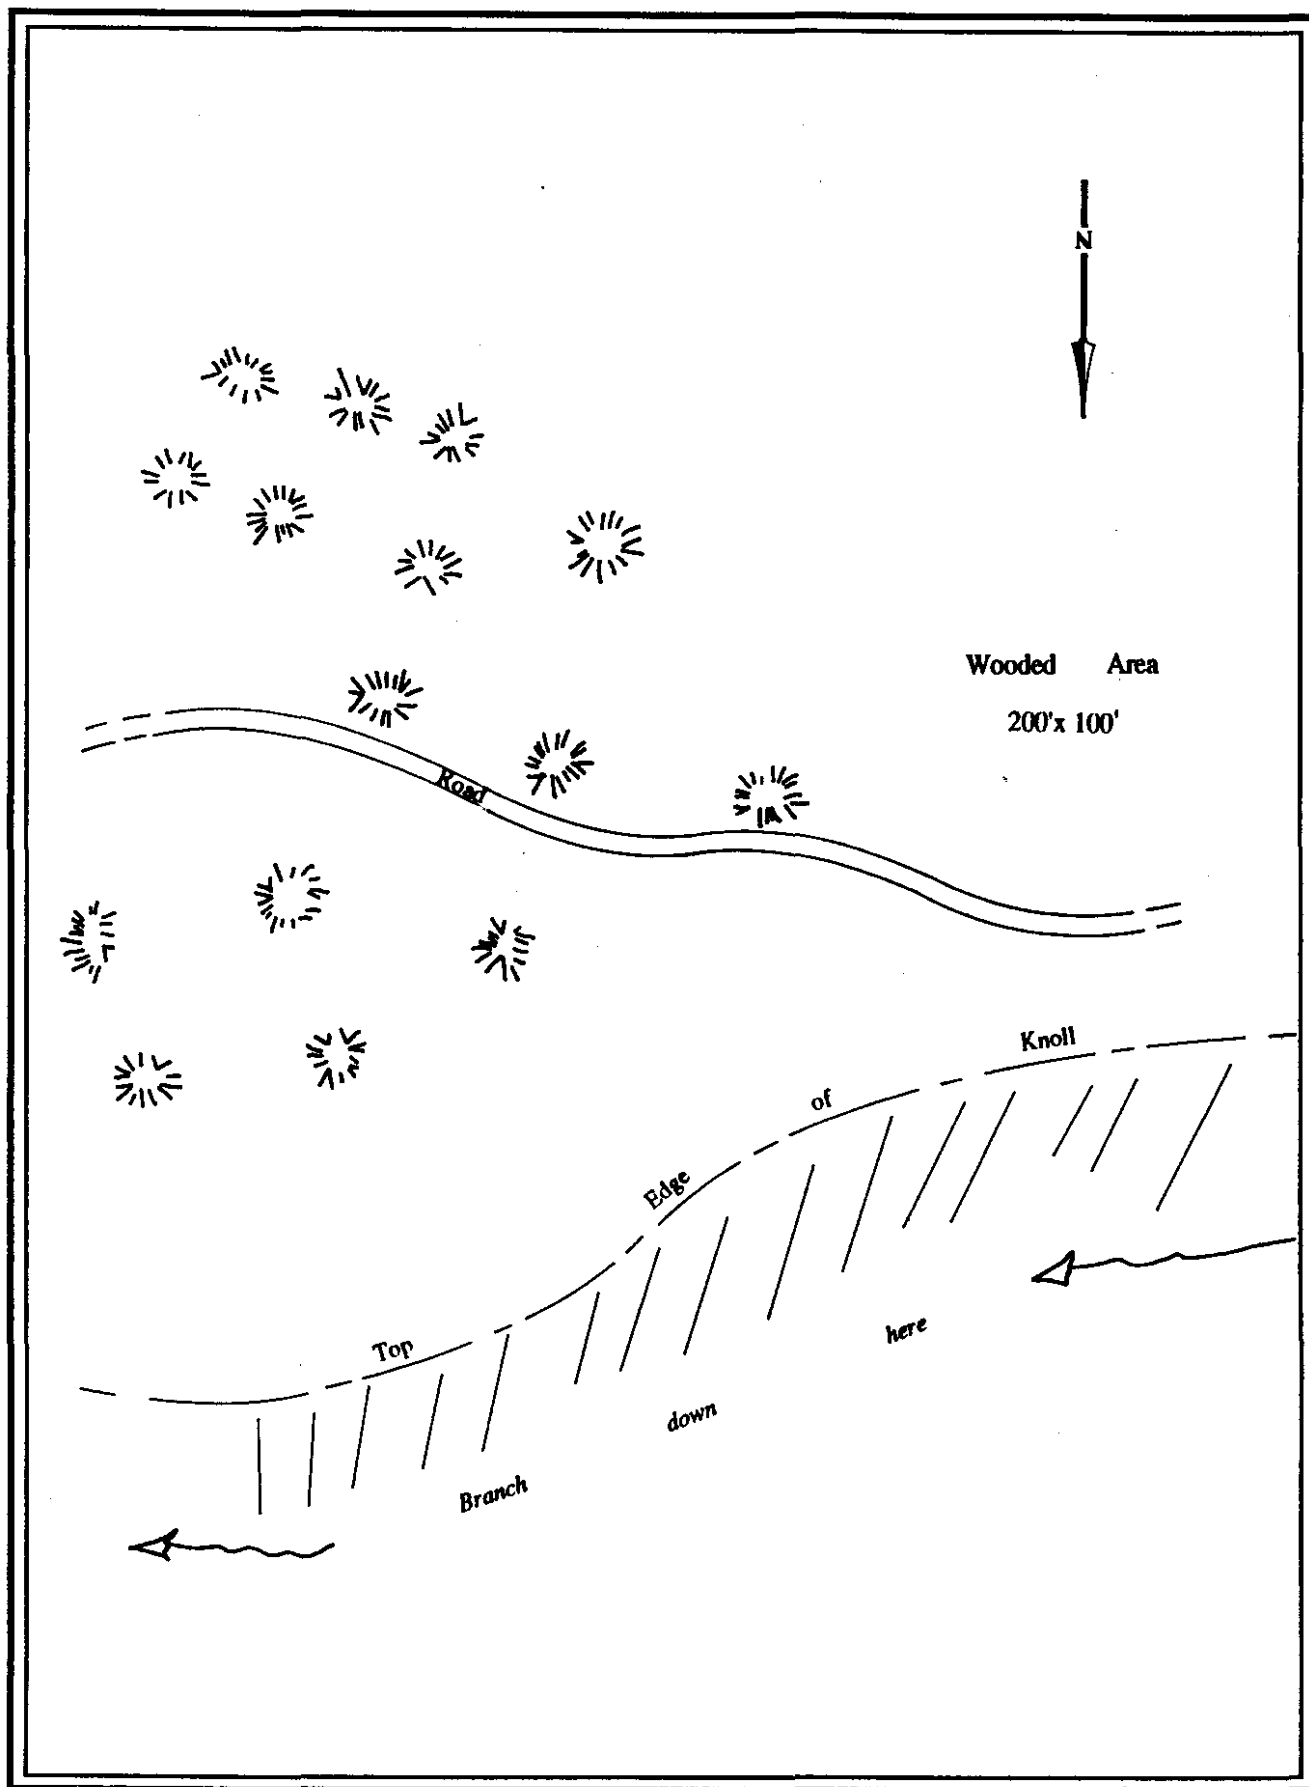 N
Wooded Area
200'x 100'
Road
Top Edge of Knoll
Branch down here